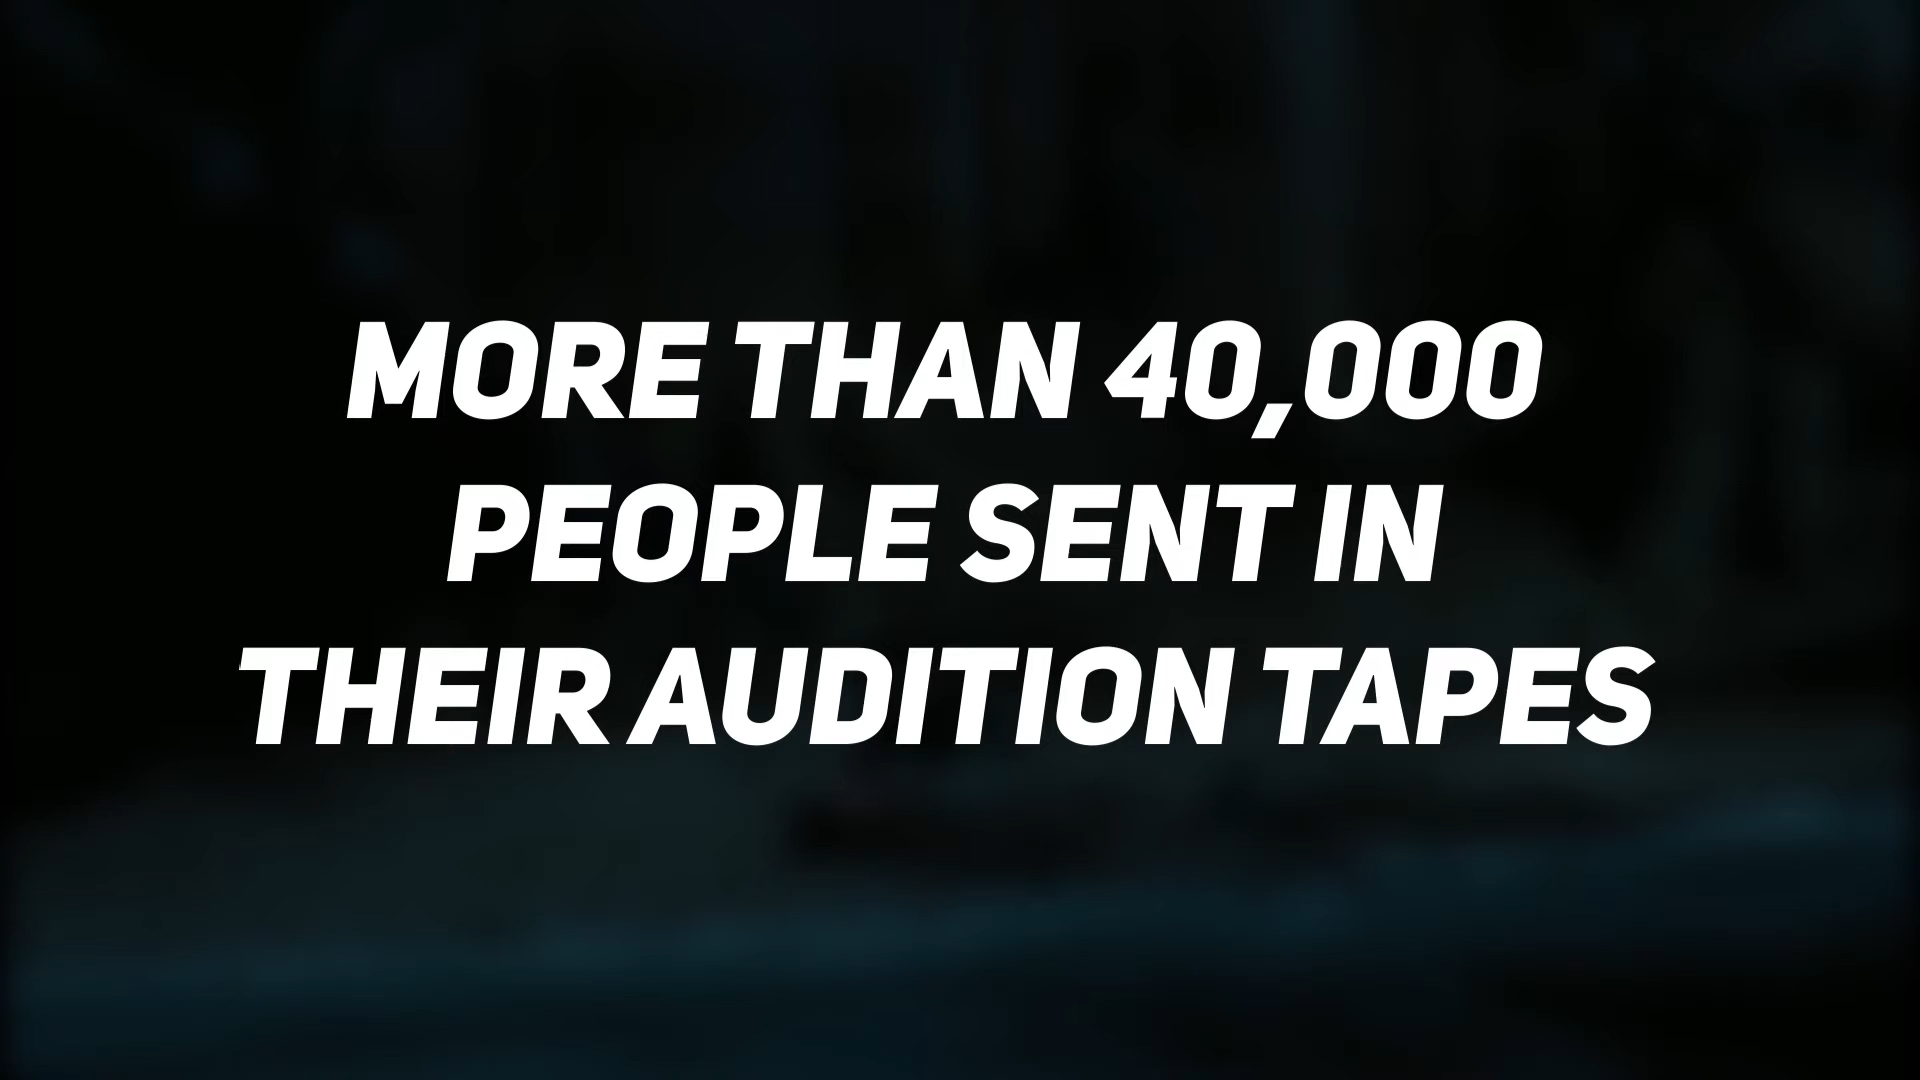 MORE THAN 40,000
PEOPLE SENT IN
THEIR AUDITION TAPES